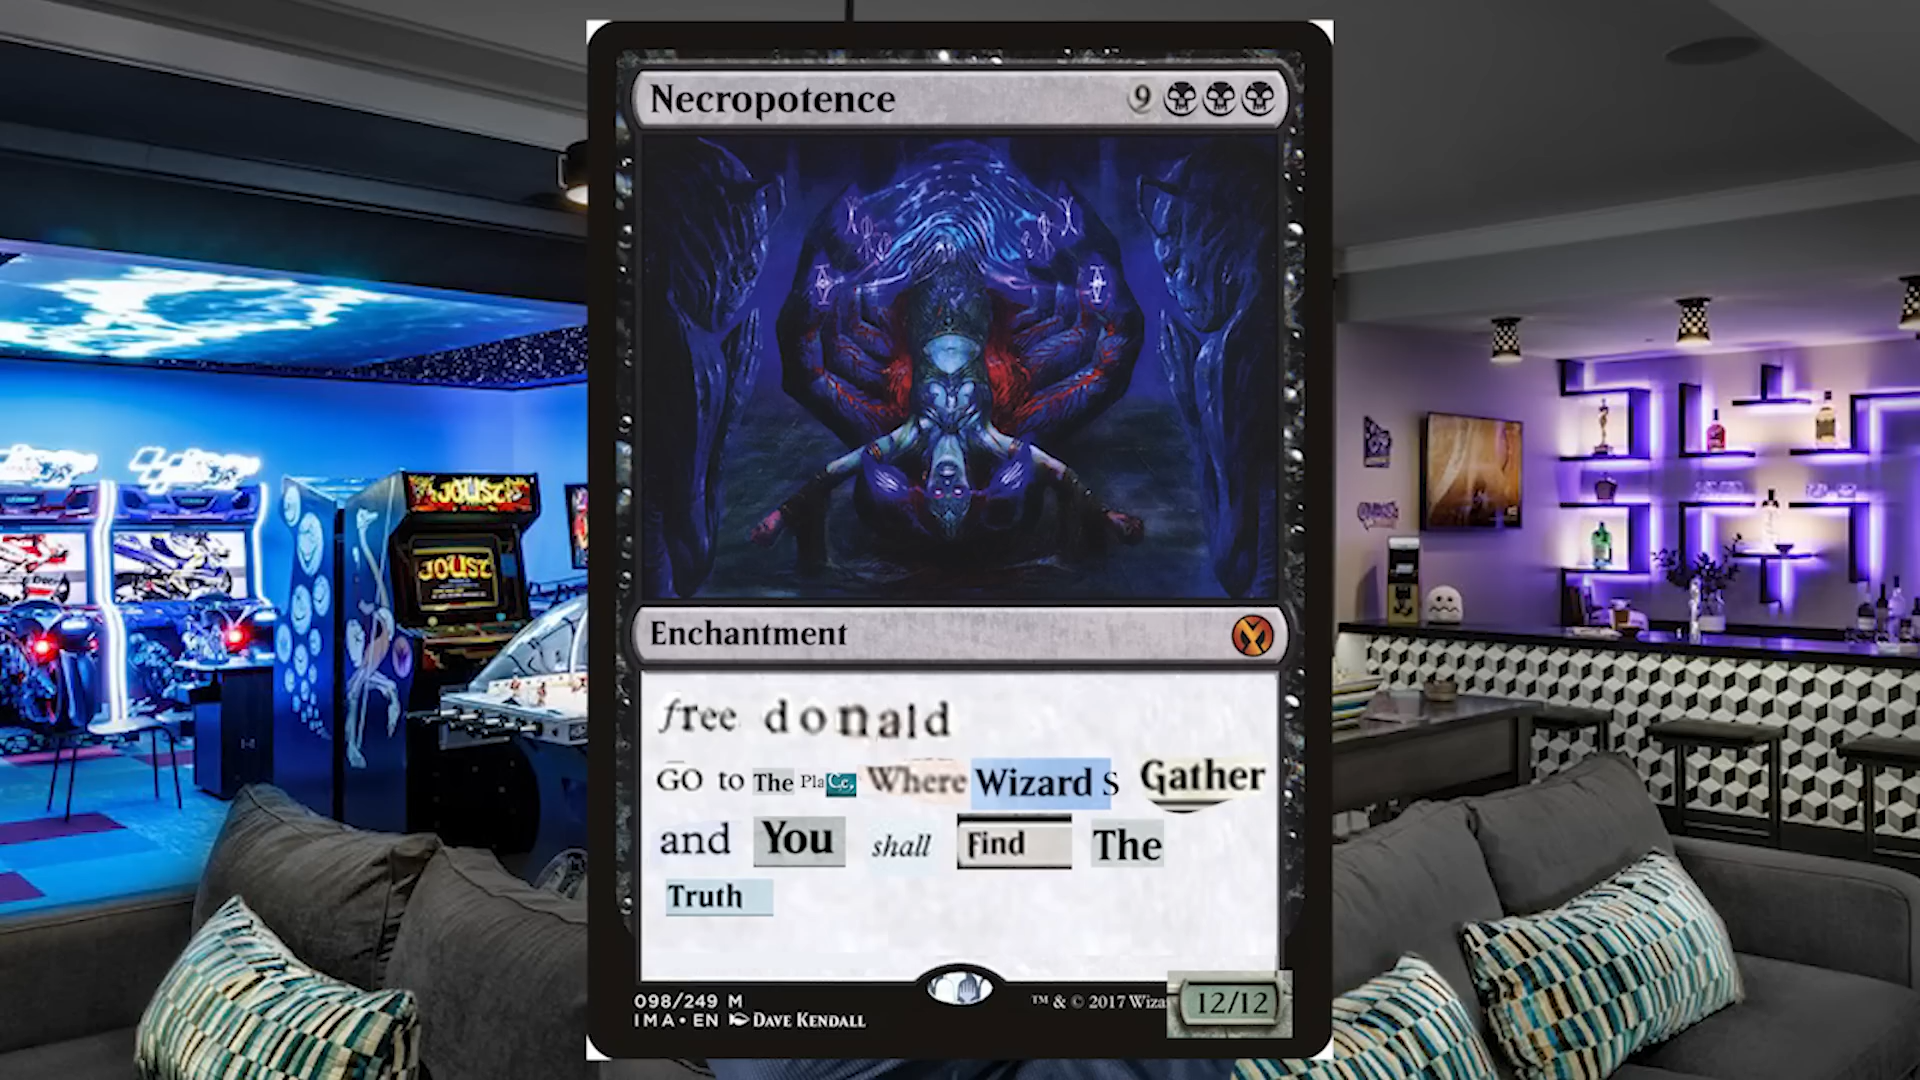 Necropotence 9
Enchantment
free donald
GO to The PlaCe, Where Wizard S Gather
and You shall Find The
Truth
098/249 M
IMA • EN DAVE KENDALL
™ & © 2017 Wiza
12/12
JOUST
JOUST